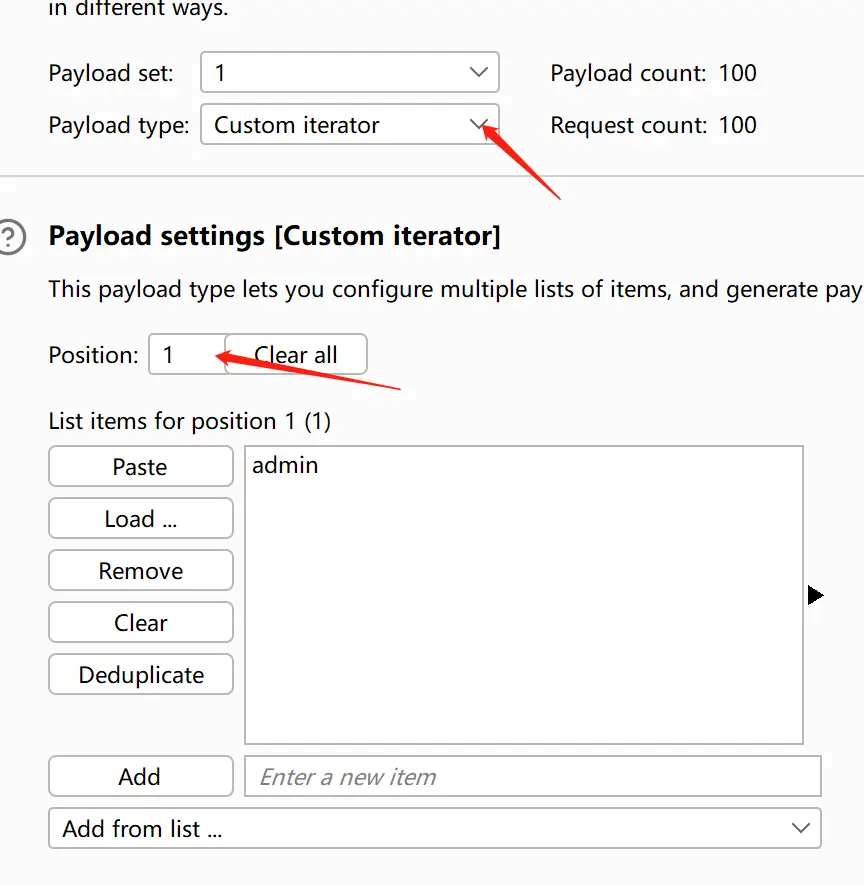 in different ways.
Payload set: 1 Payload count: 100
Payload type: Custom iterator Request count: 100
? Payload settings [Custom iterator]
This payload type lets you configure multiple lists of items, and generate pay
Position: 1 Clear all
List items for position 1 (1)
Paste admin
Load ...
Remove
Clear
Deduplicate
Add Enter a new item
Add from list ...